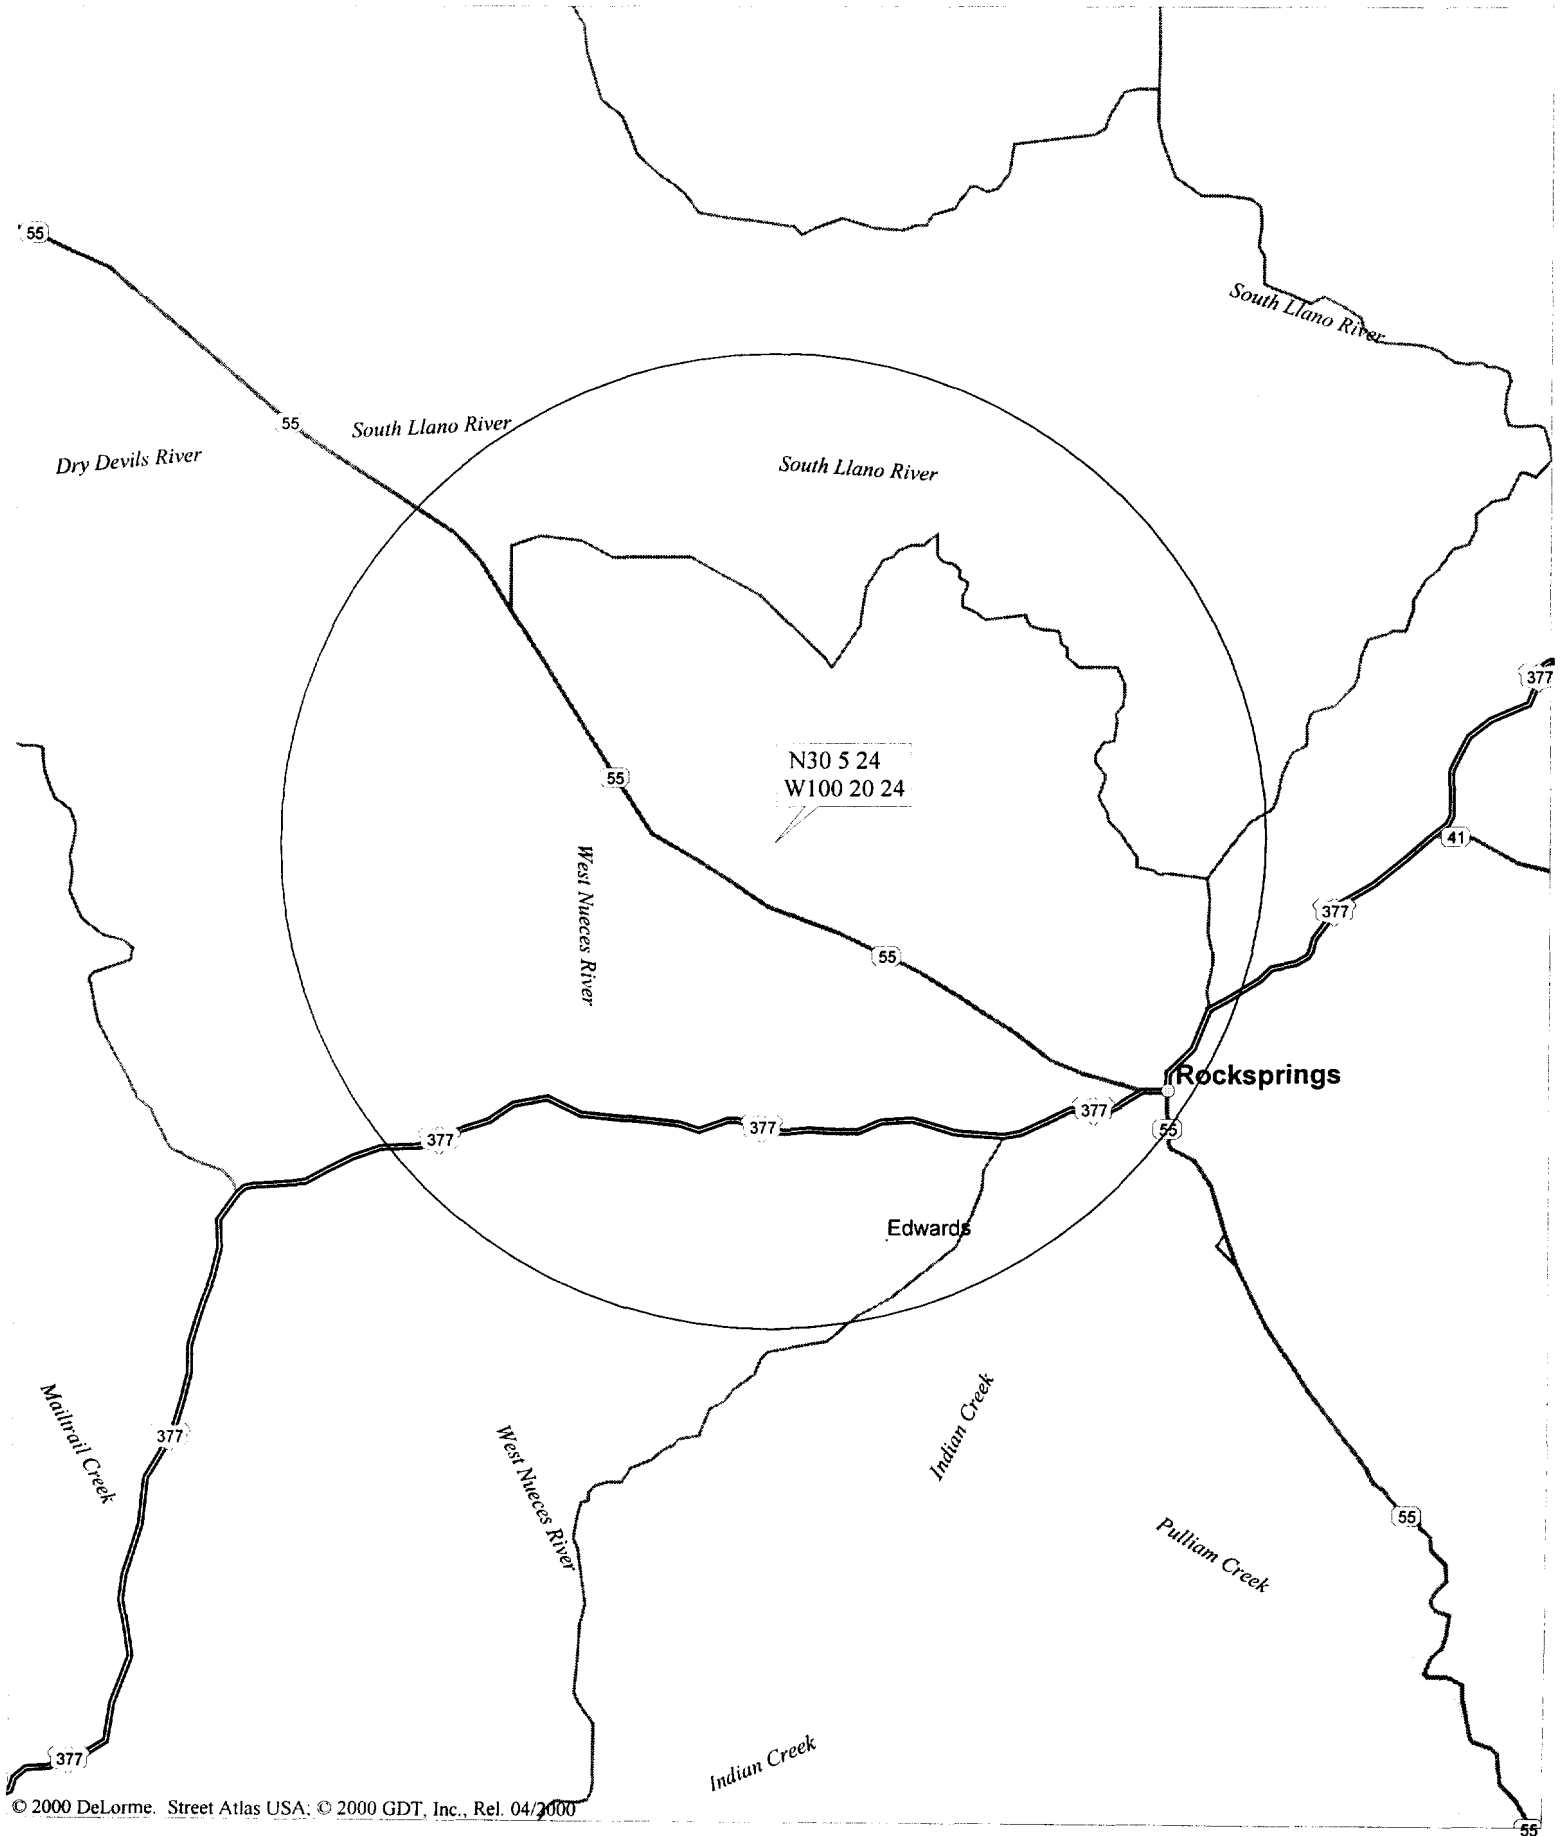 55
South Llano River
55
South Llano River
Dry Devils River
South Llano River
377
N30 5 24
W100 20 24
55
41
West Nueces River
377
55
Rocksprings
377
377
377
55
Edwards
Mailtrail Creek
Indian Creek
377
West Nueces River
55
Pulliam Creek
Indian Creek
377
© 2000 DeLorme. Street Atlas USA; © 2000 GDT, Inc., Rel. 04/2000
55